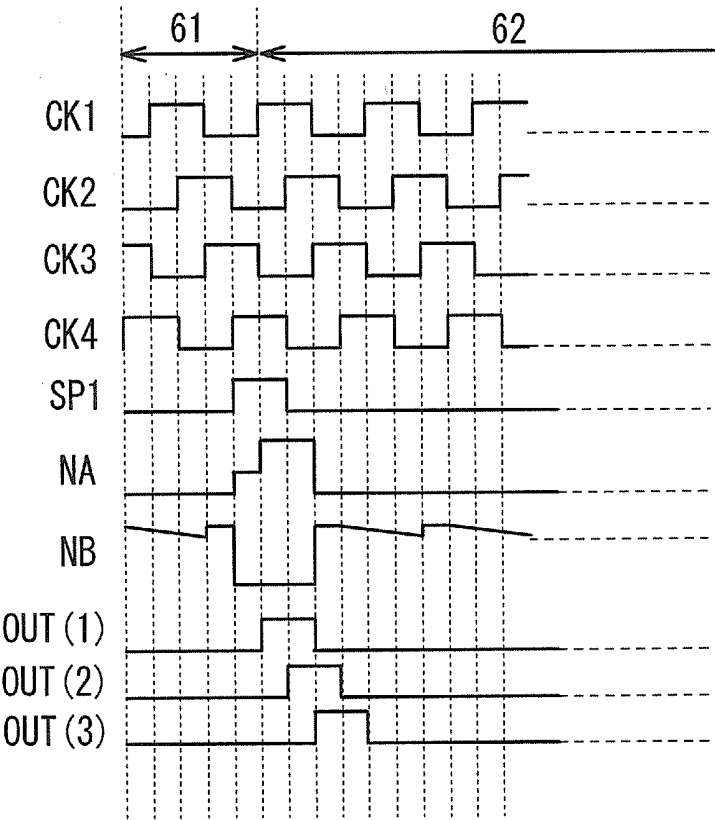 61 62
CK1
CK2
CK3
CK4
SP1
NA
NB
OUT(1)
OUT(2)
OUT(3)